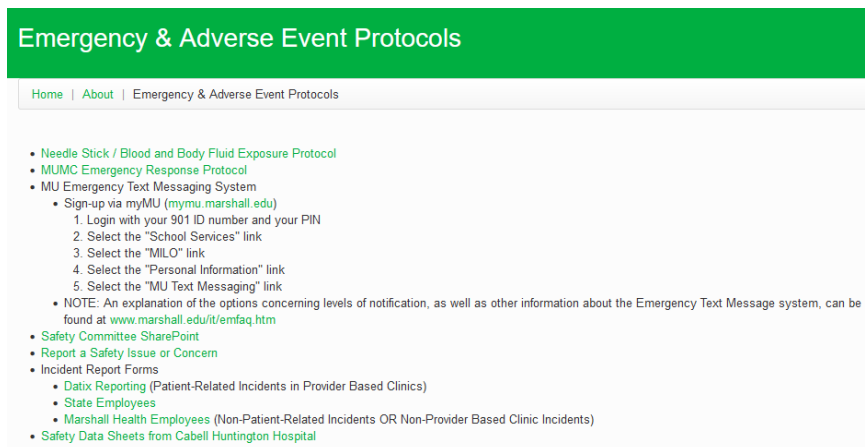 Emergency & Adverse Event Protocols
Home | About | Emergency & Adverse Event Protocols
• Needle Stick / Blood and Body Fluid Exposure Protocol
• MUMC Emergency Response Protocol
• MU Emergency Text Messaging System
• Sign-up via myMU (mymu.marshall.edu)
1. Login with your 901 ID number and your PIN
2. Select the "School Services" link
3. Select the "MILO" link
4. Select the "Personal Information" link
5. Select the "MU Text Messaging" link
• NOTE: An explanation of the options concerning levels of notification, as well as other information about the Emergency Text Message system, can be
found at www.marshall.edu/it/emfaq.htm
• Safety Committee SharePoint
• Report a Safety Issue or Concern
• Incident Report Forms
• Datix Reporting (Patient-Related Incidents in Provider Based Clinics)
• State Employees
• Marshall Health Employees (Non-Patient-Related Incidents OR Non-Provider Based Clinic Incidents)
• Safety Data Sheets from Cabell Huntington Hospital